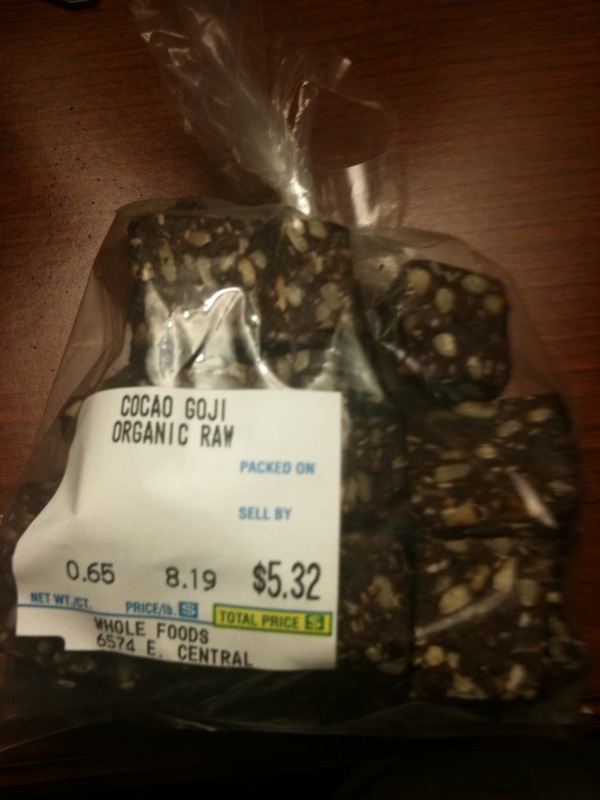 COCAO GOJI
ORGANIC RAW
PACKED ON
SELL BY
0.65 8.19 $5.32
NET WT./CT. PRICE/lb. S TOTAL PRICE S
WHOLE FOODS
6574 E. CENTRAL